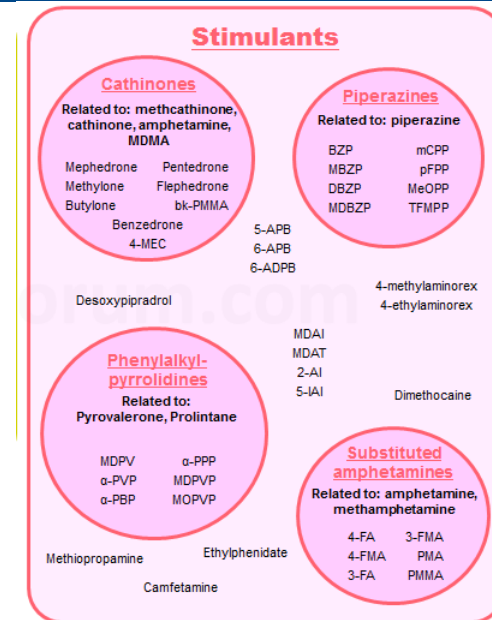 Stimulants
Cathinones
Related to: methcathinone,
cathinone, amphetamine,
MDMA
Mephedrone Pentedrone
Methylone Flephedrone
Butylone bk-PMMA
Benzedrone
4-MEC
Piperazines
Related to: piperazine
BZP mCPP
MBZP pFPP
DBZP MeOPP
MDBZP TFMPP
5-APB
6-APB
6-ADPB
4-methylaminorex
4-ethylaminorex
Desoxypipradrol
orum.com
MDAI
MDAT
2-AI
5-IAI
Dimethocaine
Phenylalkyl-
pyrrolidines
Related to:
Pyrovalerone, Prolintane
MDPV α-PPP
α-PVP MDPVP
α-PBP MOPVP
Substituted
amphetamines
Related to: amphetamine,
methamphetamine
4-FA 3-FMA
4-FMA PMA
3-FA PMMA
Methiopropamine
Ethylphenidate
Camfetamine